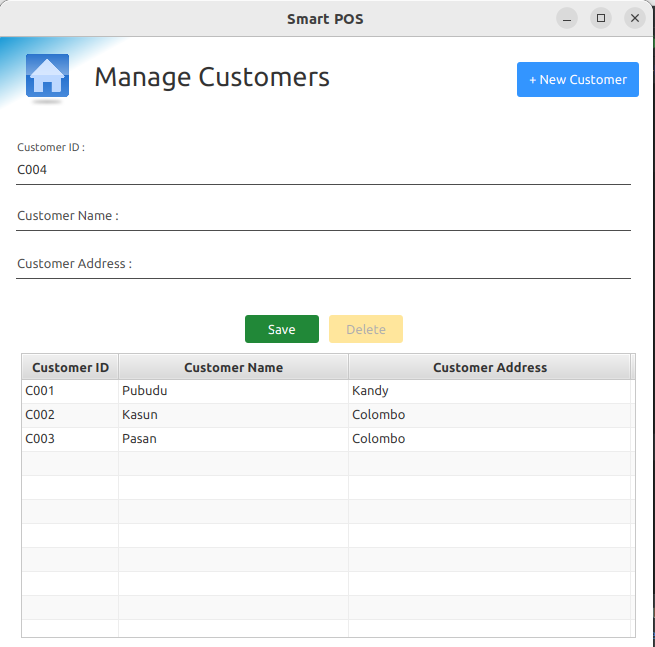 Smart POS
Manage Customers
+ New Customer
Customer ID :
C004
Customer Name :
Customer Address :
Save Delete
Customer ID Customer Name Customer Address
C001 Pubudu Kandy
C002 Kasun Colombo
C003 Pasan Colombo